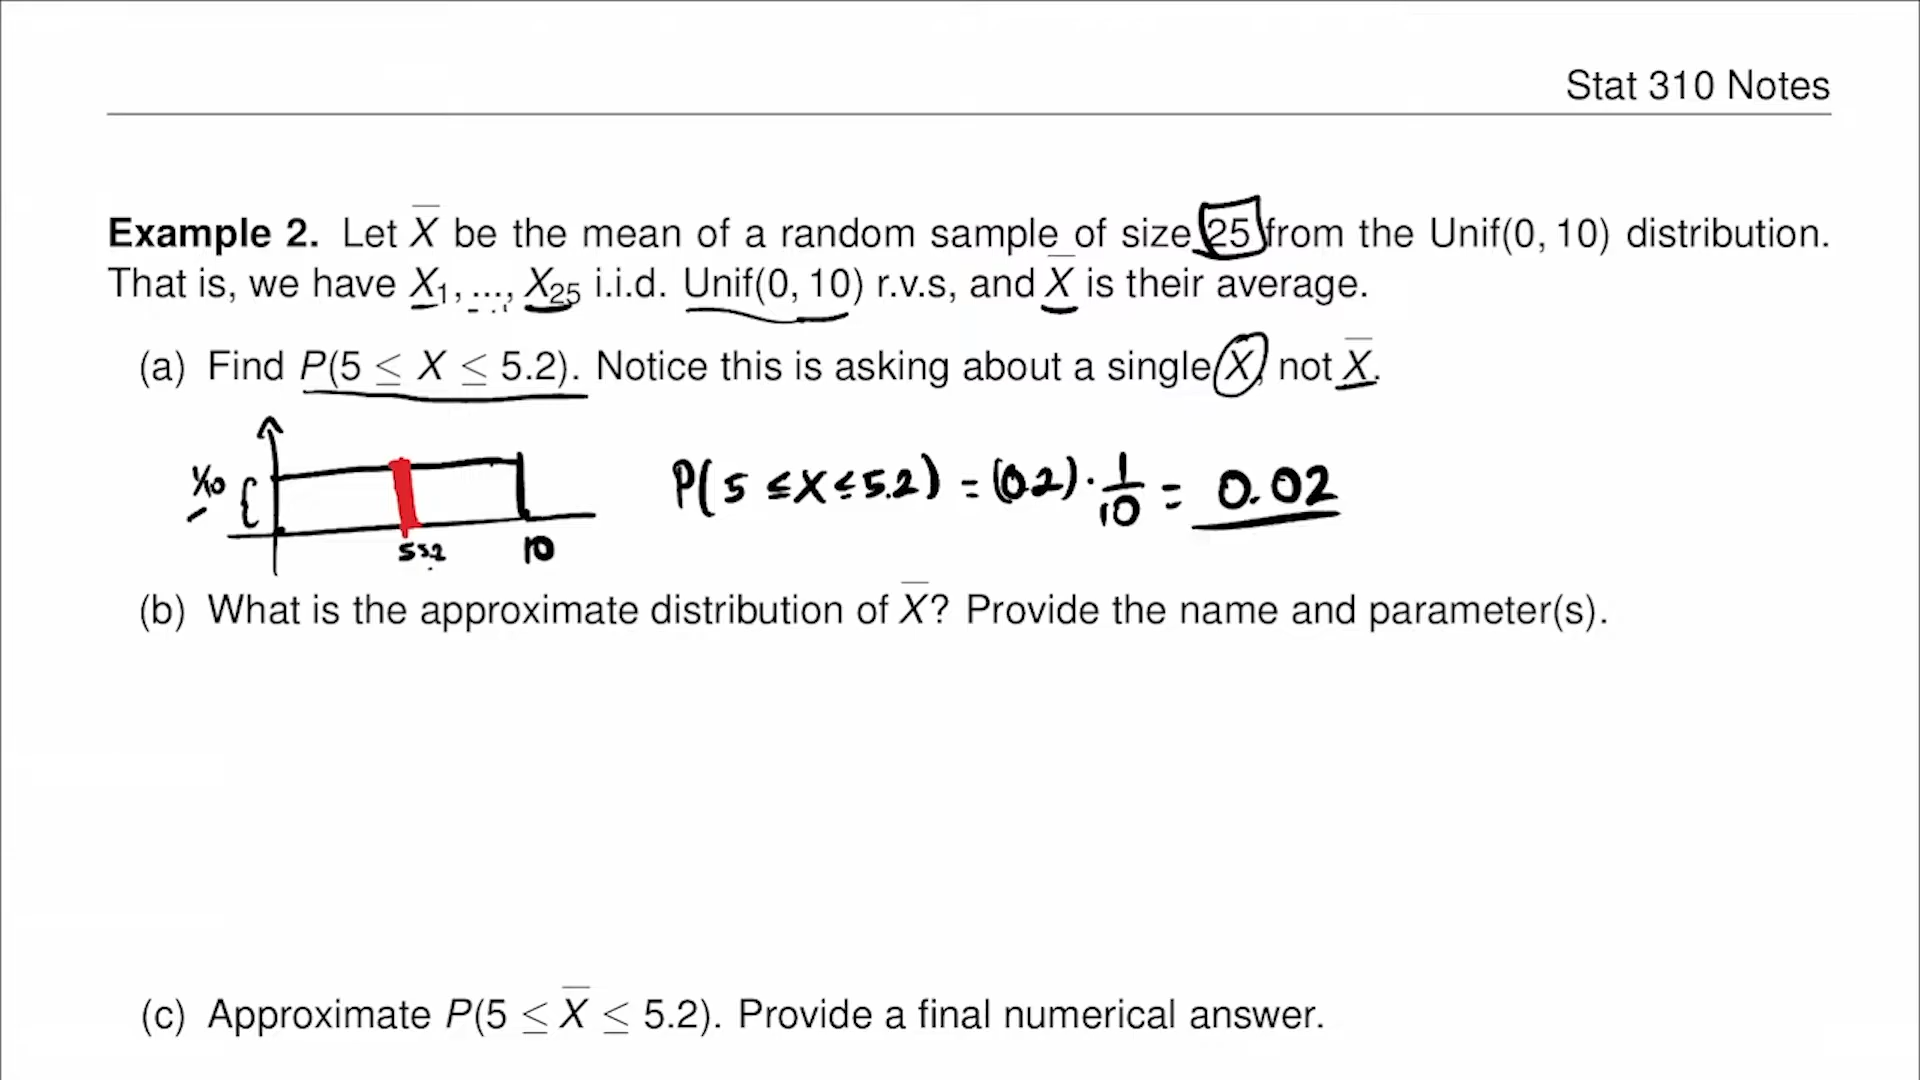 Stat 310 Notes
Example 2. Let X̅ be the mean of a random sample of size 25 from the Unif(0, 10) distribution.
That is, we have X₁, ..., X₂₅ i.i.d. Unif(0, 10) r.v.s, and X̅ is their average.
(a) Find P(5 ≤ X ≤ 5.2). Notice this is asking about a single X, not X̅.
1/10
P(5 ≤ X ≤ 5.2) = (0.2) · 1/10 = 0.02
5 5.2 10
(b) What is the approximate distribution of X̅? Provide the name and parameter(s).
(c) Approximate P(5 ≤ X̅ ≤ 5.2). Provide a final numerical answer.